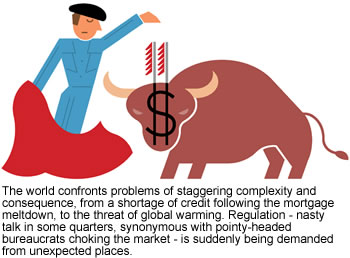 $
The world confronts problems of staggering complexity and
consequence, from a shortage of credit following the mortgage
meltdown, to the threat of global warming. Regulation - nasty
talk in some quarters, synonymous with pointy-headed
bureaucrats choking the market - is suddenly being demanded
from unexpected places.